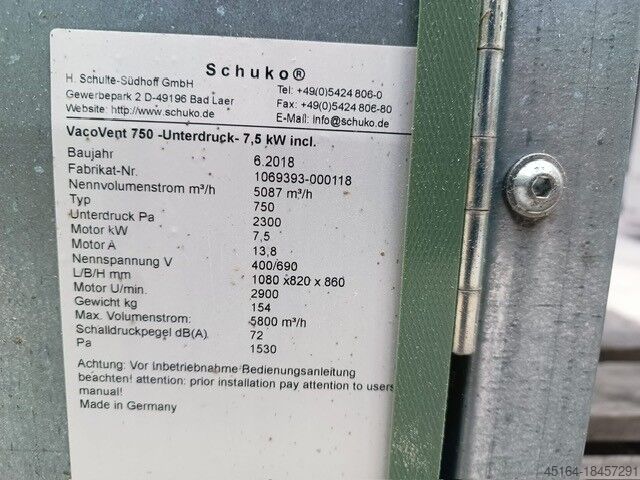 Schuko®
H. Schulte-Südhoff GmbH Tel: +49(0)5424 806-0
Gewerbepark 2 D-49196 Bad Laer Fax: +49(0)5424 806-80
Website: http://www.schuko.de E-Mail: info@schuko.de
VacoVent 750 -Unterdruck- 7,5 kW incl.
Baujahr 6.2018
Fabrikat-Nr. 1069393-000118
Nennvolumenstrom m³/h 5087 m³/h
Typ 750
Unterdruck Pa 2300
Motor kW 7,5
Motor A 13,8
Nennspannung V 400/690
L/B/H mm 1080 x820 x 860
Motor U/min. 2900
Gewicht kg 154
Max. Volumenstrom: 5800 m³/h
Schalldruckpegel dB(A) 72
Pa 1530
Achtung: Vor Inbetriebnahme Bedienungsanleitung
beachten! attention: prior installation pay attention to users
manual!
Made in Germany
45164-18457291